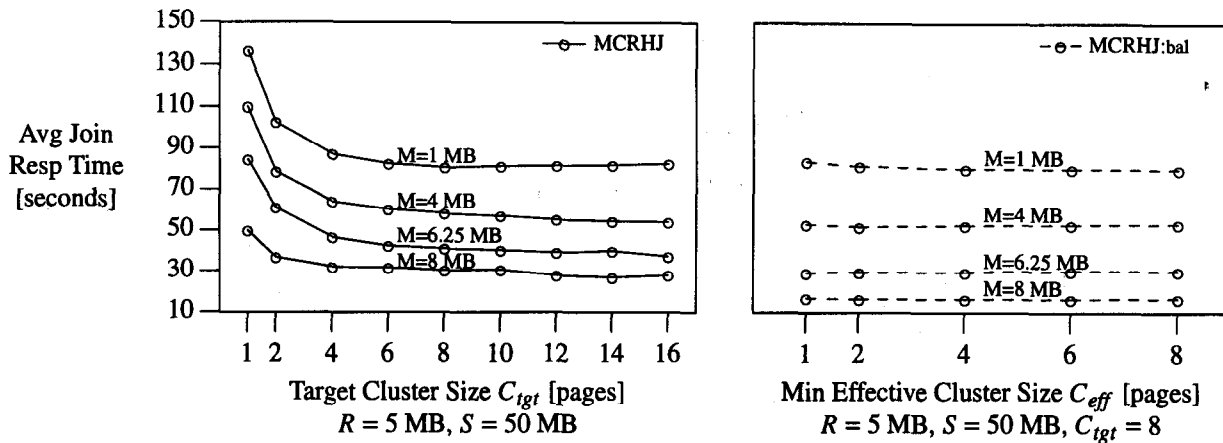 Avg Join
Resp Time
[seconds]
150
130
110
90
70
50
30
10
MCRHJ
M=1 MB
M=4 MB
M=6.25 MB
M=8 MB
1 2 4 6 8 10 12 14 16
Target Cluster Size C_tgt [pages]
R = 5 MB, S = 50 MB
MCRHJ:bal
M=1 MB
M=4 MB
M=6.25 MB
M=8 MB
1 2 4 6 8
Min Effective Cluster Size C_eff [pages]
R = 5 MB, S = 50 MB, C_tgt = 8